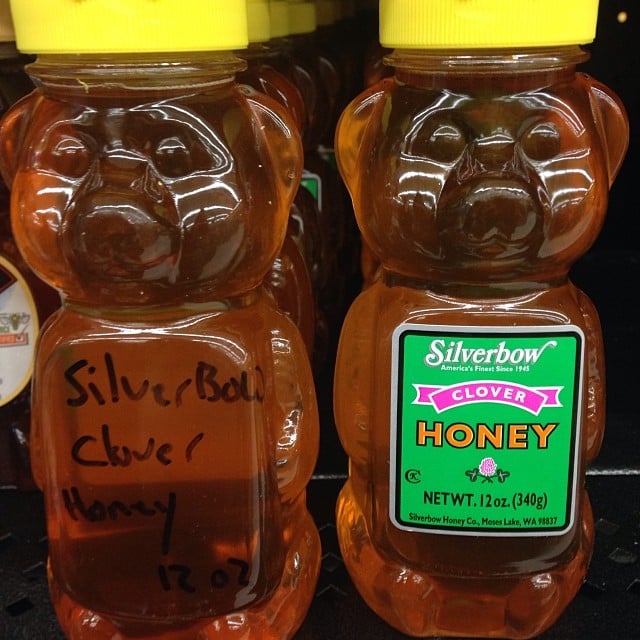 SilverBow
Clover
Honey
12 oz
Silverbow
America's Finest Since 1945
CLOVER
HONEY
K
NET WT. 12 oz. (340g)
Silverbow Honey Co., Moses Lake, WA 98837